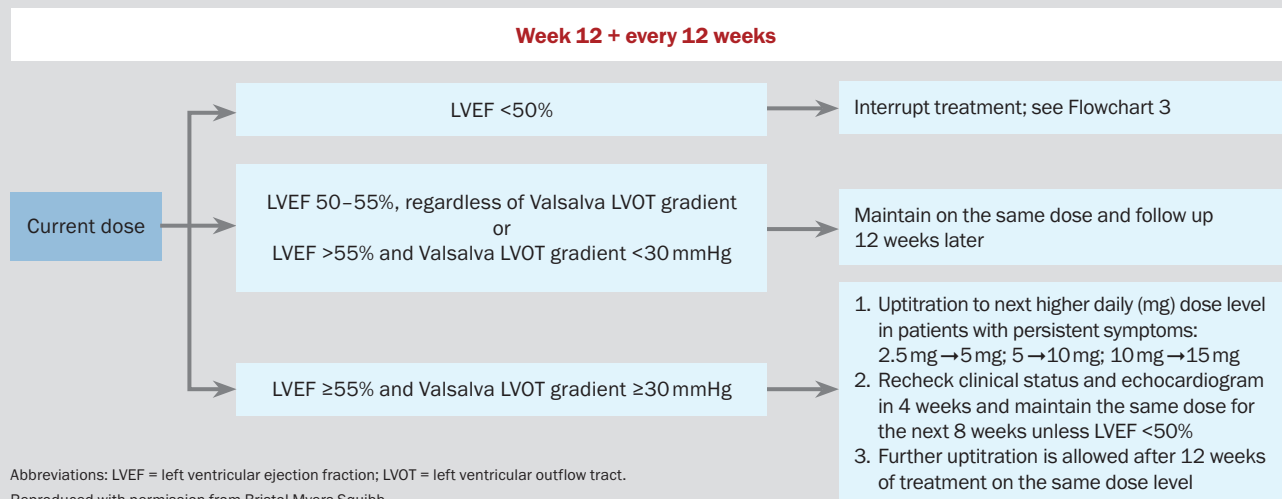 Week 12 + every 12 weeks
LVEF <50%
Interrupt treatment; see Flowchart 3
Current dose
LVEF 50–55%, regardless of Valsalva LVOT gradient
or
LVEF >55% and Valsalva LVOT gradient <30 mmHg
Maintain on the same dose and follow up
12 weeks later
LVEF ≥55% and Valsalva LVOT gradient ≥30 mmHg
1. Uptitration to next higher daily (mg) dose level
in patients with persistent symptoms:
2.5 mg→5 mg; 5→10 mg; 10 mg→15 mg
2. Recheck clinical status and echocardiogram
in 4 weeks and maintain the same dose for
the next 8 weeks unless LVEF <50%
3. Further uptitration is allowed after 12 weeks
of treatment on the same dose level
Abbreviations: LVEF = left ventricular ejection fraction; LVOT = left ventricular outflow tract.
Reproduced with permission from Bristol Myers Squibb